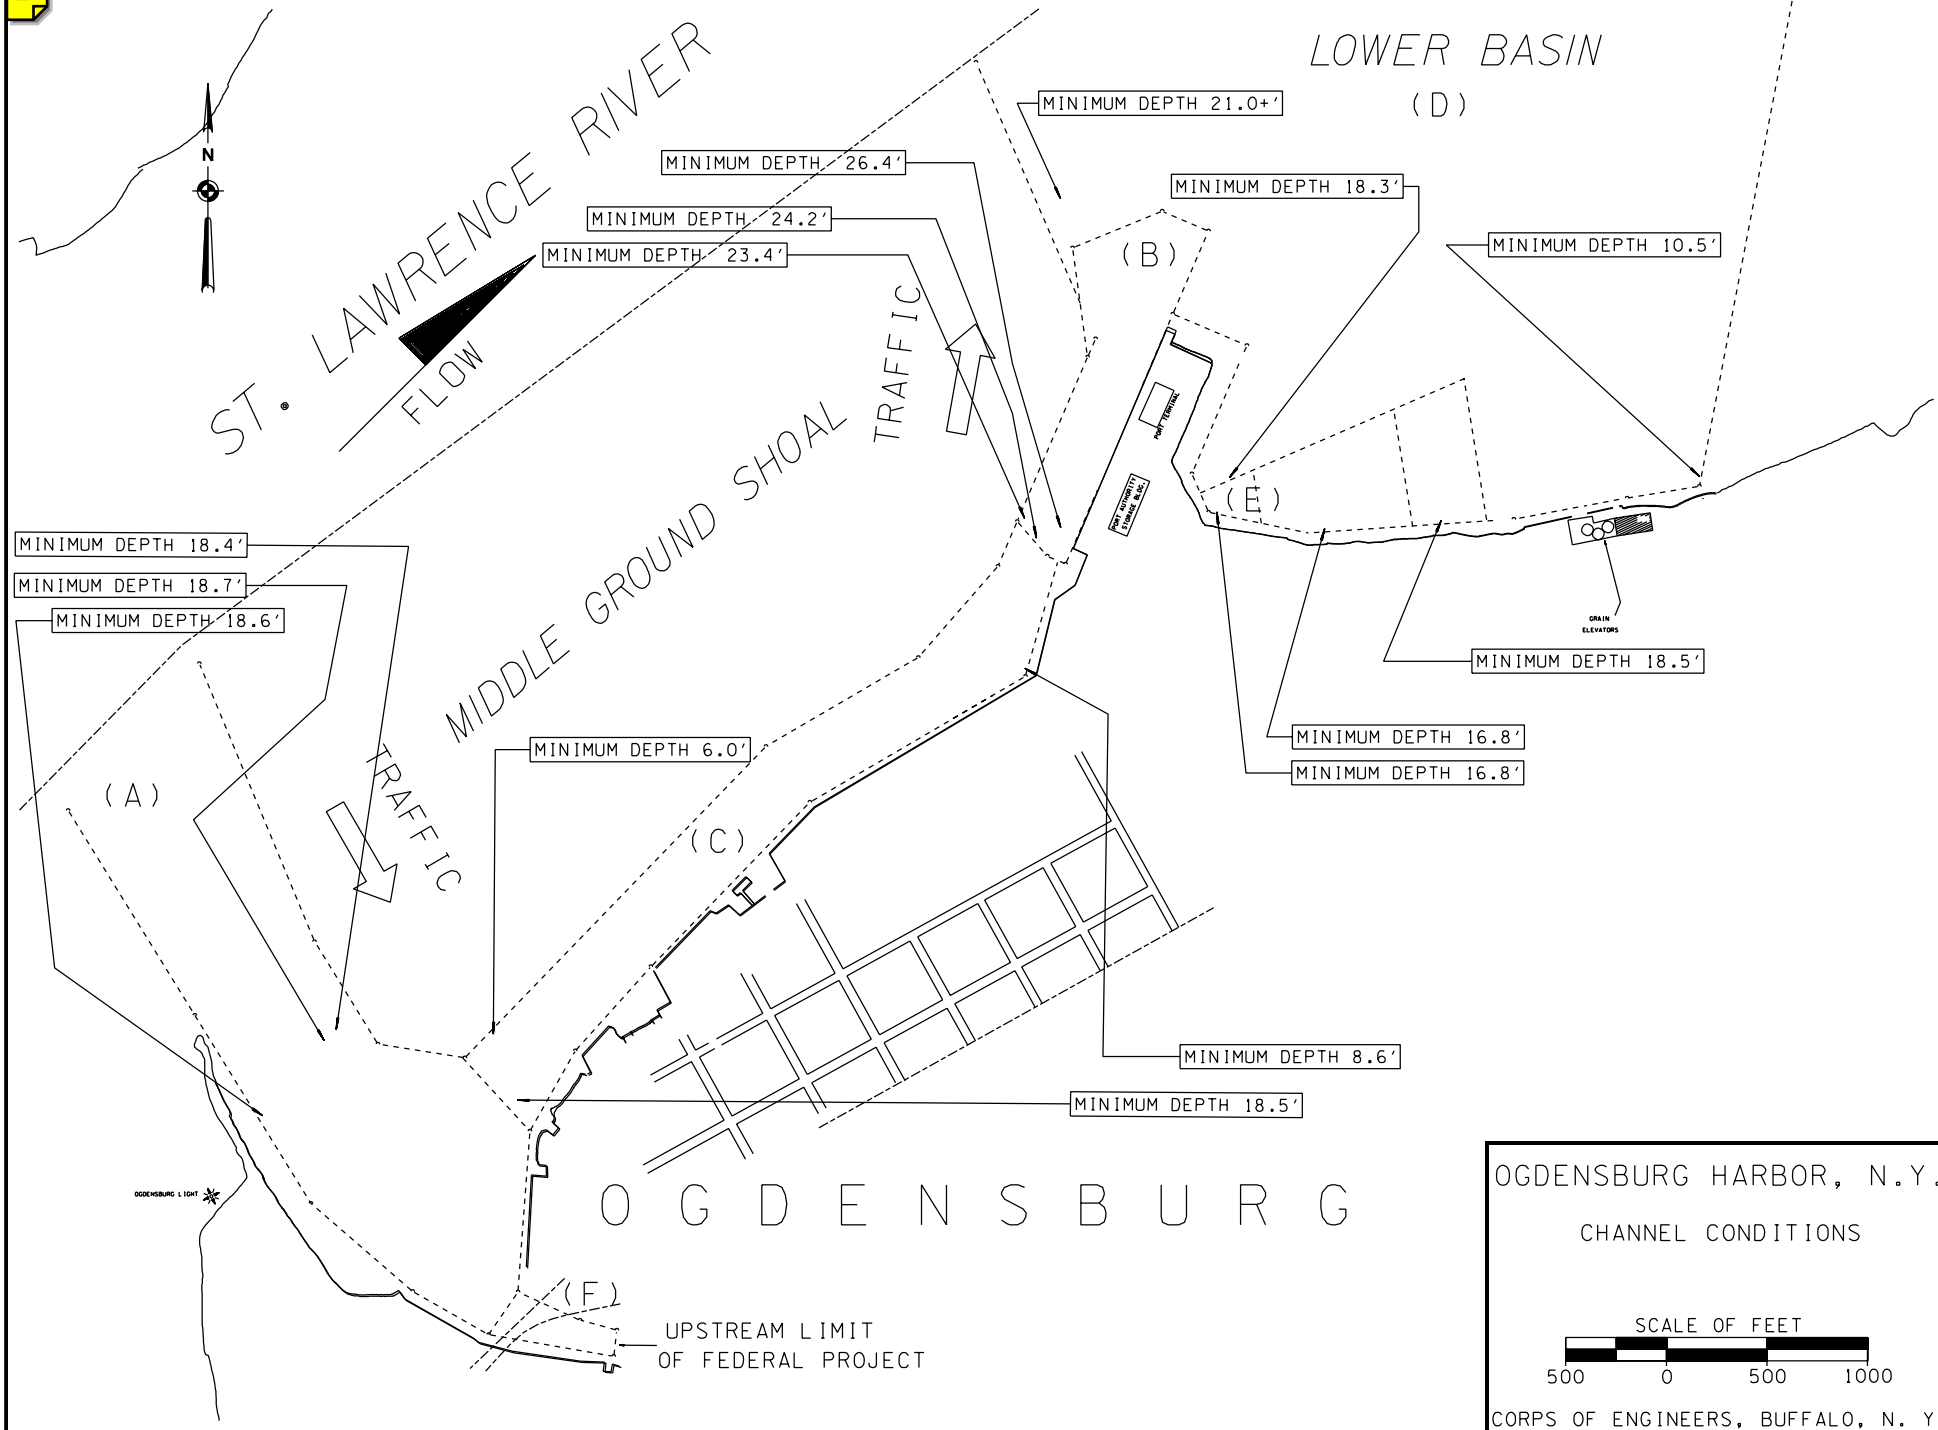 LOWER BASIN
(D)
MINIMUM DEPTH 21.0+'
N
ST. LAWRENCE RIVER
MINIMUM DEPTH 26.4'
MINIMUM DEPTH 18.3'
MINIMUM DEPTH 24.2'
MINIMUM DEPTH 10.5'
MINIMUM DEPTH 23.4'
(B)
FLOW
TRAFFIC
PORT TERMINAL
MIDDLE GROUND SHOAL
PORT AUTHORITY
STORAGE BLDG.
(E)
MINIMUM DEPTH 18.4'
MINIMUM DEPTH 18.7'
MINIMUM DEPTH 18.6'
GRAIN
ELEVATORS
MINIMUM DEPTH 18.5'
MINIMUM DEPTH 16.8'
MINIMUM DEPTH 6.0'
MINIMUM DEPTH 16.8'
(A)
TRAFFIC
(C)
MINIMUM DEPTH 8.6'
MINIMUM DEPTH 18.5'
OGDENSBURG LIGHT
OGDENSBURG
(F)
UPSTREAM LIMIT
OF FEDERAL PROJECT
OGDENSBURG HARBOR, N.Y.
CHANNEL CONDITIONS
SCALE OF FEET
500 0 500 1000
CORPS OF ENGINEERS, BUFFALO, N. Y